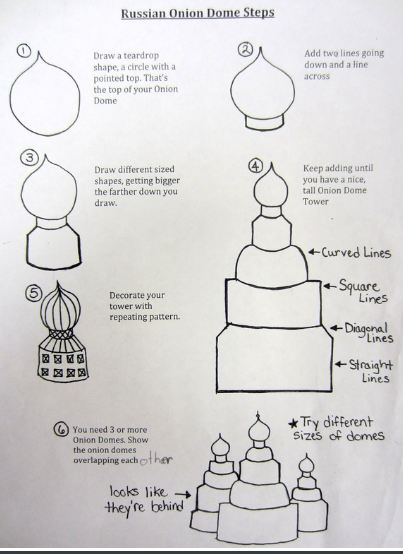 Russian Onion Dome Steps
1
Draw a teardrop
shape, a circle with a
pointed top. That's
the top of your Onion
Dome
2
Add two lines going
down and a line
across
3
Draw different sized
shapes, getting bigger
the farther down you
draw.
4
Keep adding until
you have a nice,
tall Onion Dome
Tower
Curved Lines
Square
Lines
Diagonal
Lines
Straight
Lines
5
Decorate your
tower with
repeating pattern.
6
You need 3 or more
Onion Domes. Show
the onion domes
overlapping each other
★ Try different
sizes of domes
looks like
they're behind